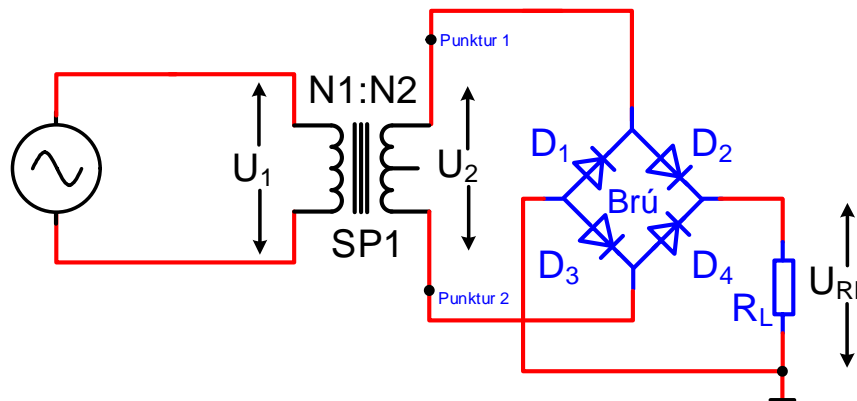 Punktur 1
N1:N2
U1
U2
SP1
D1
D2
Brú
D3
D4
Punktur 2
RL